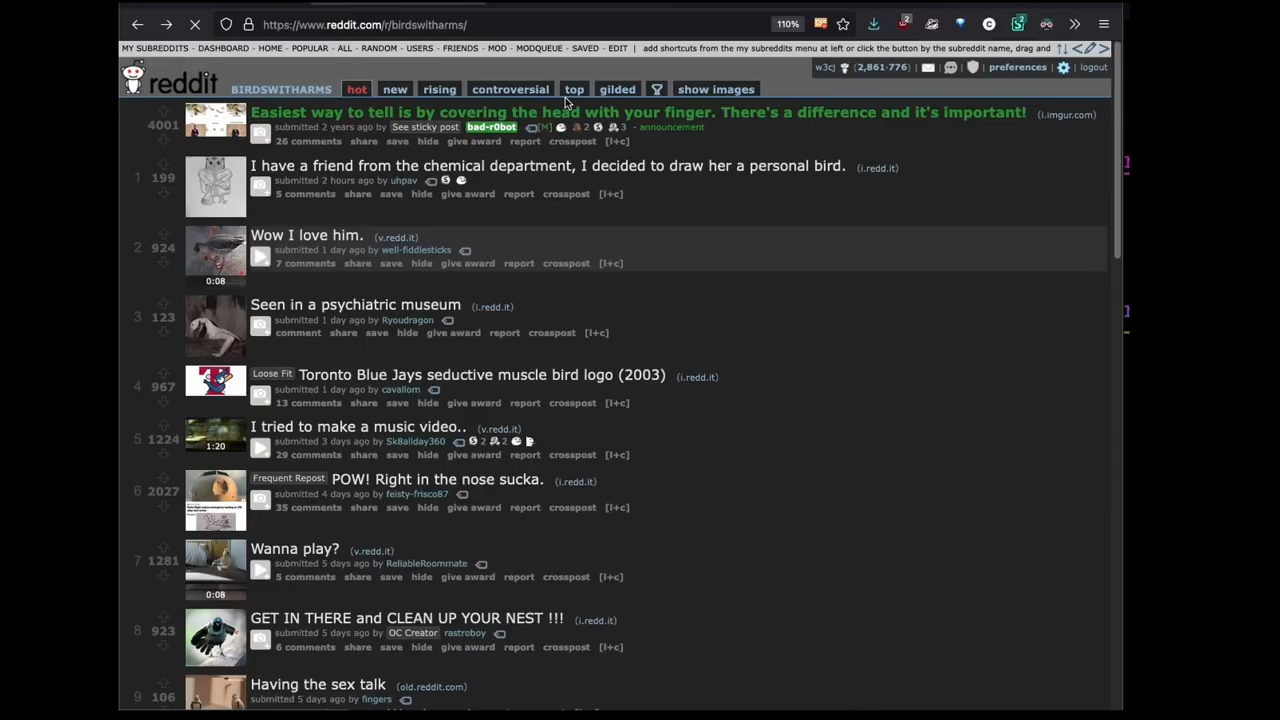 https://www.reddit.com/r/birdswitharms/
110%
MY SUBREDDITS - DASHBOARD - HOME - POPULAR - ALL - RANDOM - USERS - FRIENDS - MOD - MODQUEUE - SAVED - EDIT | add shortcuts from the my subreddits menu at left or click the button by the subreddit name, drag and
w3cj (2,861·776) | preferences | logout
reddit BIRDSWITHARMS hot new rising controversial top gilded show images
Easiest way to tell is by covering the head with your finger. There's a difference and it's important! (i.imgur.com)
4001 submitted 2 years ago by See sticky post bad-r0bot [M] 2 3 - announcement
26 comments share save hide give award report crosspost [l+c]
I have a friend from the chemical department, I decided to draw her a personal bird. (i.redd.it)
1 199 submitted 2 hours ago by uhpav
5 comments share save hide give award report crosspost [l+c]
Wow I love him. (v.redd.it)
2 924 submitted 1 day ago by well-fiddlesticks
7 comments share save hide give award report crosspost [l+c]
0:08
Seen in a psychiatric museum (i.redd.it)
3 123 submitted 1 day ago by Ryoudragon
comment share save hide give award report crosspost [l+c]
Loose Fit Toronto Blue Jays seductive muscle bird logo (2003) (i.redd.it)
4 967 submitted 1 day ago by cavallom
13 comments share save hide give award report crosspost [l+c]
I tried to make a music video.. (v.redd.it)
5 1224 1:20 submitted 3 days ago by Sk8allday360 2 2
29 comments share save hide give award report crosspost [l+c]
Frequent Repost POW! Right in the nose sucka. (i.redd.it)
6 2027 submitted 4 days ago by feisty-frisco87
35 comments share save hide give award report crosspost [l+c]
Wanna play? (v.redd.it)
7 1281 submitted 5 days ago by ReliableRoommate
5 comments share save hide give award report crosspost [l+c]
0:08
GET IN THERE and CLEAN UP YOUR NEST !!! (i.redd.it)
8 923 submitted 5 days ago by OC Creator rastroboy
6 comments share save hide give award report crosspost [l+c]
Having the sex talk (old.reddit.com)
9 106 submitted 5 days ago by fingers